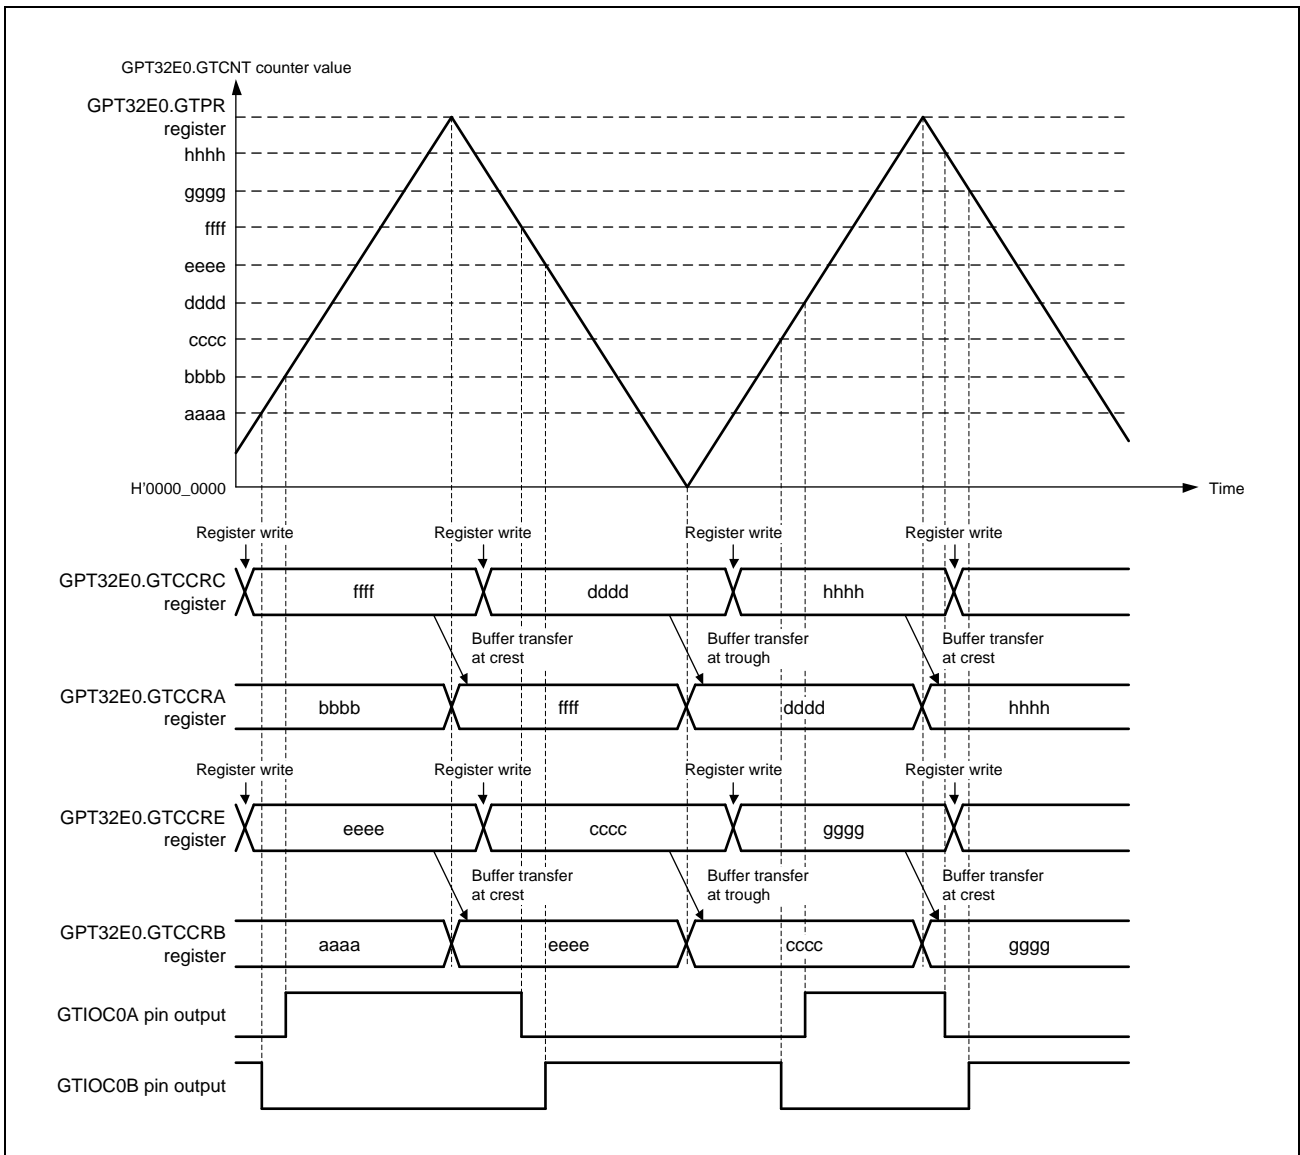 GPT32E0.GTCNT counter value
GPT32E0.GTPR
register
hhhh
gggg
ffff
eeee
dddd
cccc
bbbb
aaaa
H'0000_0000
Time
Register write
Register write
Register write
Register write
GPT32E0.GTCCRC
register
ffff
dddd
hhhh
Buffer transfer
at crest
Buffer transfer
at trough
Buffer transfer
at crest
GPT32E0.GTCCRA
register
bbbb
ffff
dddd
hhhh
Register write
Register write
Register write
Register write
GPT32E0.GTCCRE
register
eeee
cccc
gggg
Buffer transfer
at crest
Buffer transfer
at trough
Buffer transfer
at crest
GPT32E0.GTCCRB
register
aaaa
eeee
cccc
gggg
GTIOC0A pin output
GTIOC0B pin output